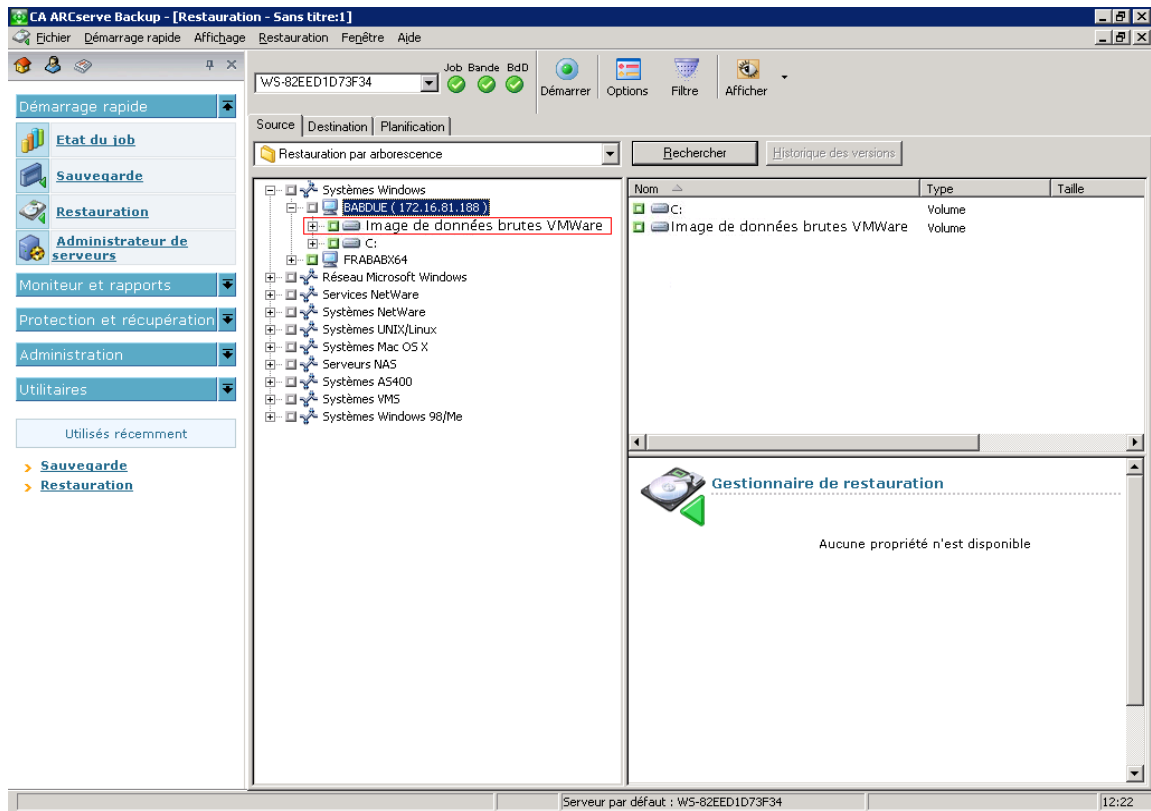 CA ARCserve Backup - [Restauration - Sans titre:1]
Fichier Démarrage rapide Affichage Restauration Fenêtre Aide
WS-82EED1D73F34
Job Bande BdD
Démarrer
Options
Filtre
Afficher
Démarrage rapide
Etat du job
Sauvegarde
Restauration
Administrateur de
serveurs
Moniteur et rapports
Protection et récupération
Administration
Utilitaires
Utilisés récemment
Sauvegarde
Restauration
Source Destination Planification
Restauration par arborescence
Rechercher
Historique des versions
Systèmes Windows
BABDUE ( 172.16.81.188 )
Image de données brutes VMWare
C:
FRABABX64
Réseau Microsoft Windows
Services NetWare
Systèmes NetWare
Systèmes UNIX/Linux
Systèmes Mac OS X
Serveurs NAS
Systèmes AS400
Systèmes VMS
Systèmes Windows 98/Me
Nom Type Taille
C: Volume
Image de données brutes VMWare Volume
Gestionnaire de restauration
Aucune propriété n'est disponible
Serveur par défaut : WS-82EED1D73F34
12:22